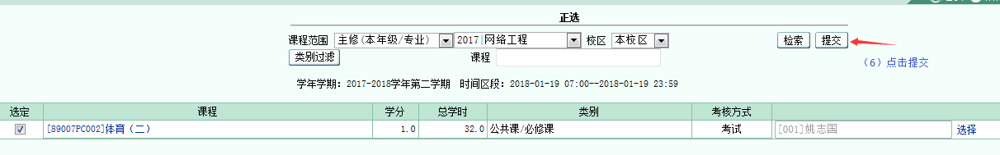 正选
课程范围 主修(本年级/专业) 2017|网络工程 校区 本校区 检索 提交
类别过滤 课程 (6)点击提交
学年学期：2017-2018学年第二学期 时间区段：2018-01-19 07:00--2018-01-19 23:59
选定 课程 学分 总学时 类别 考核方式
[89007PC002]体育（二） 1.0 32.0 公共课/必修课 考试 [001]姚志国 选择